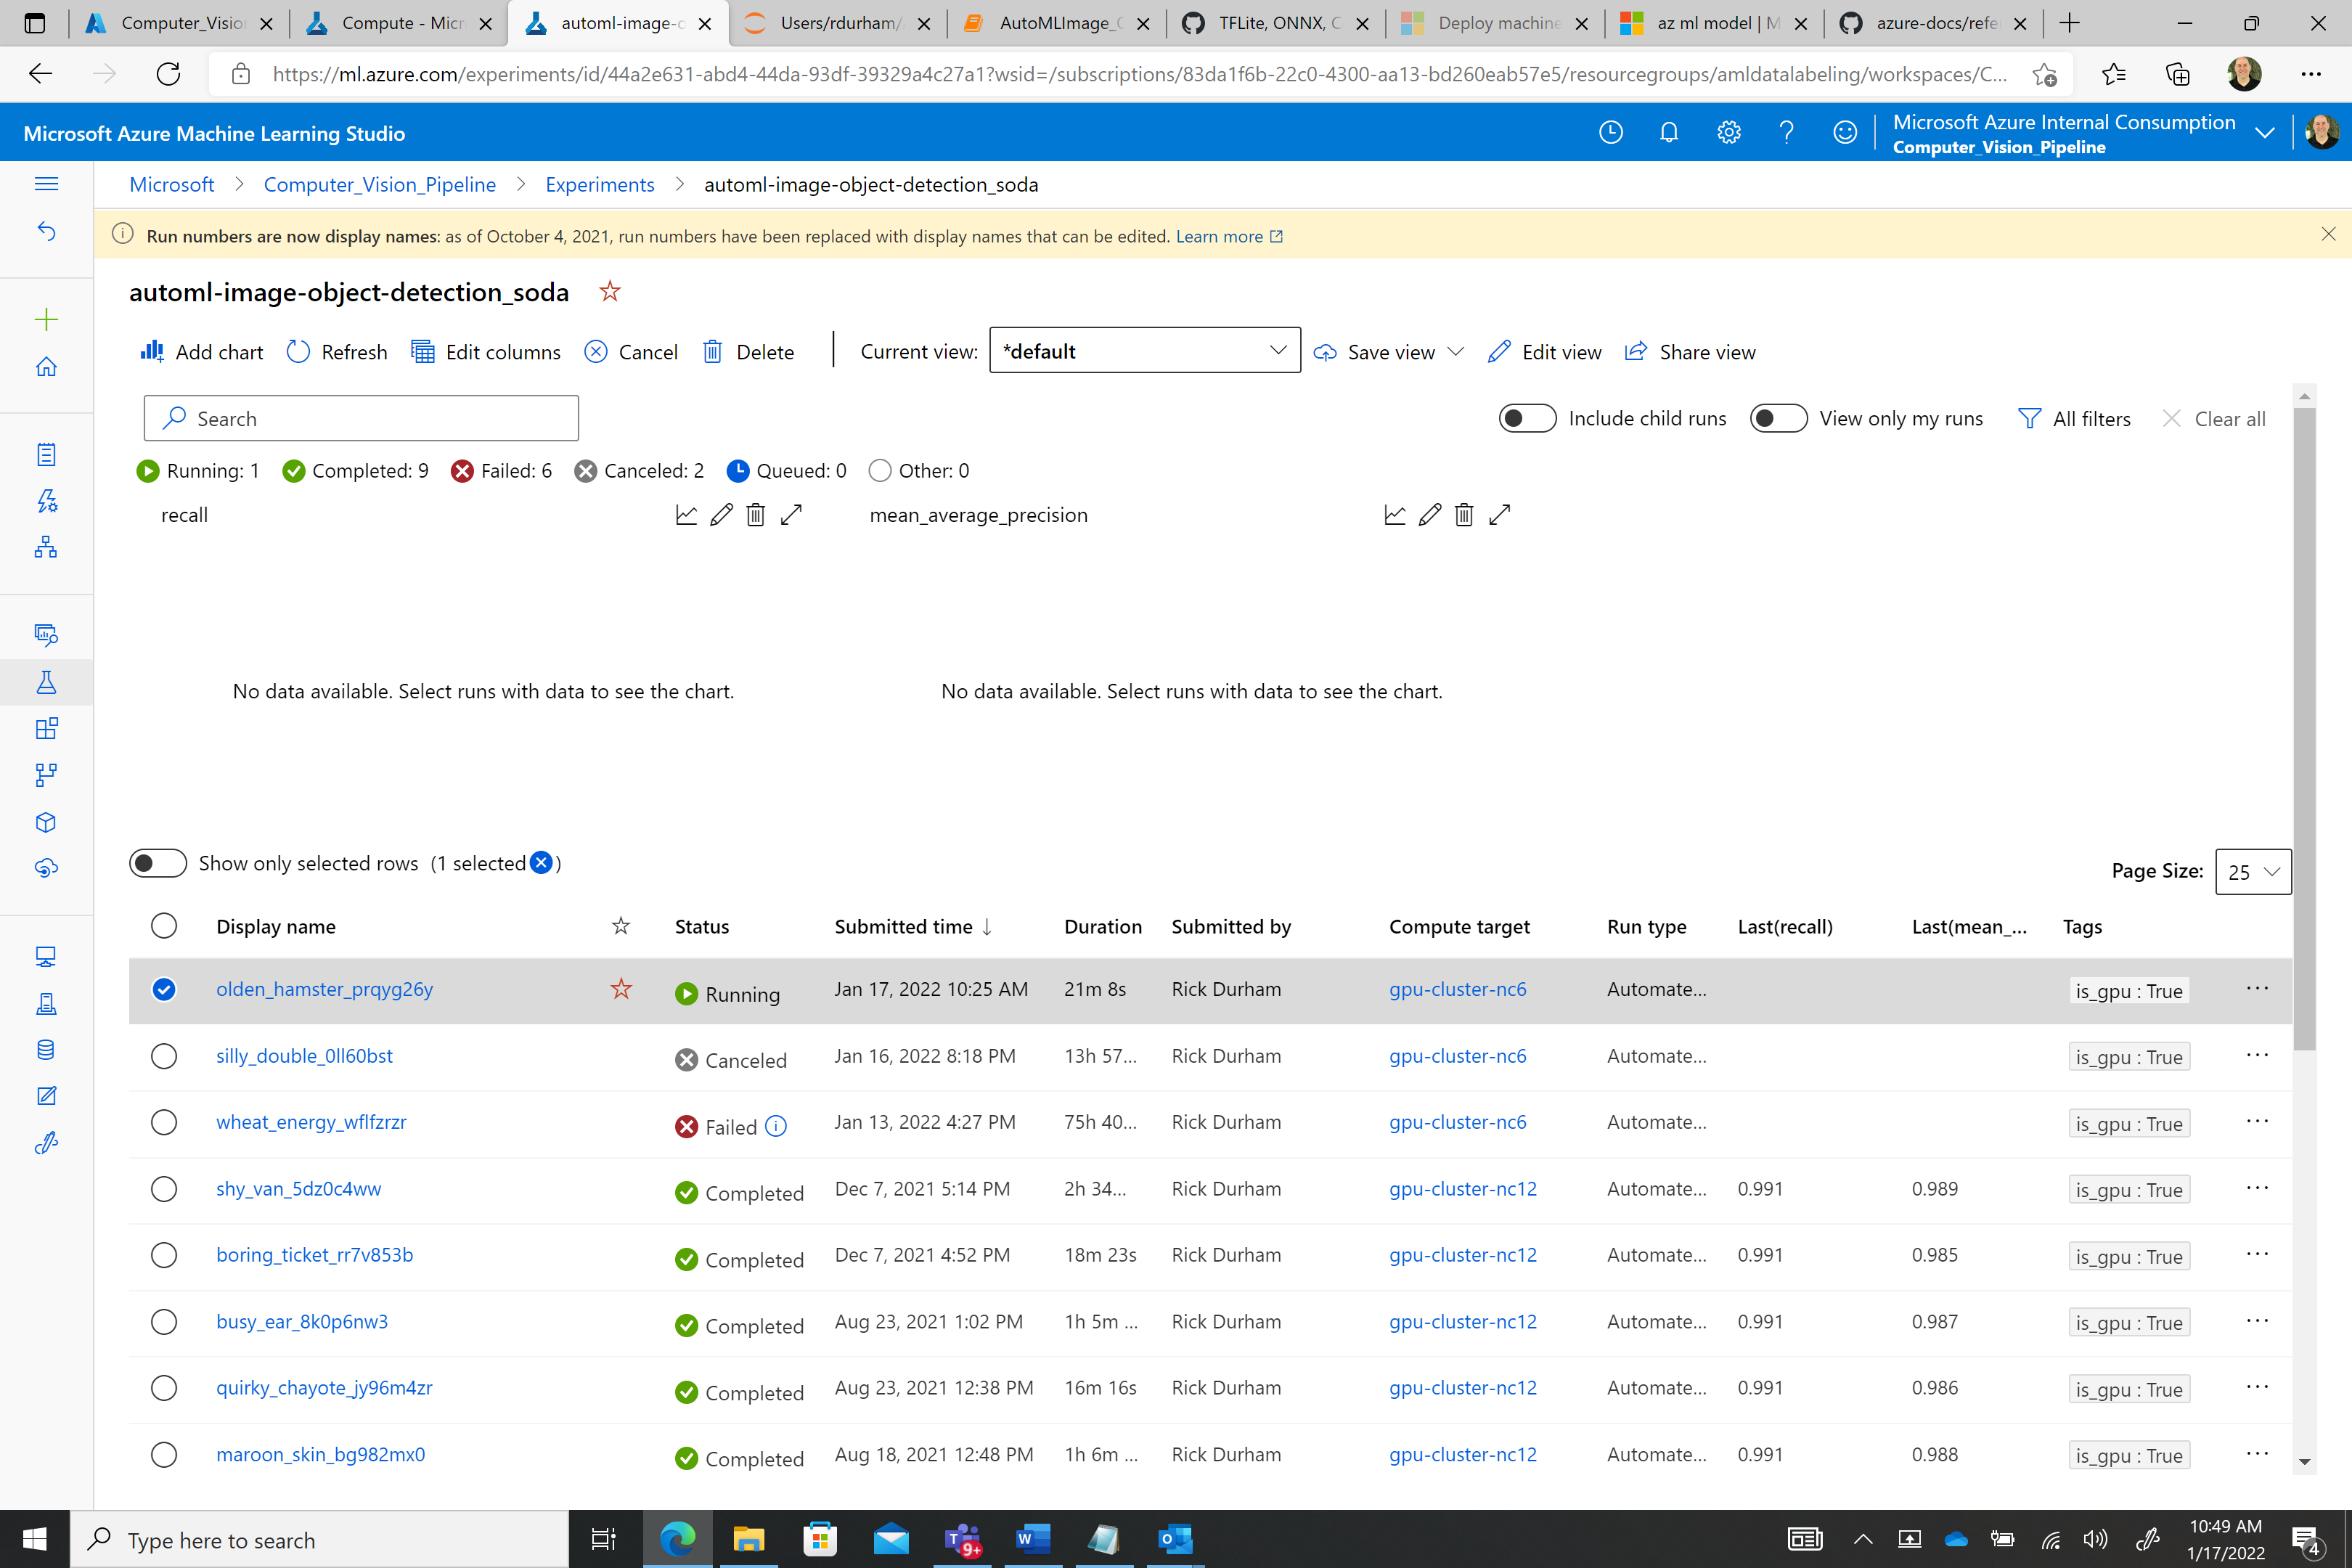 Computer_Vision
Compute - Micr
automl-image-o
Users/rdurham/
AutoMLImage_
TFLite, ONNX, C
Deploy machine
az ml model | M
azure-docs/refe
https://ml.azure.com/experiments/id/44a2e631-abd4-44da-93df-39329a4c27a1?wsid=/subscriptions/83da1f6b-22c0-4300-aa13-bd260eab57e5/resourcegroups/amldatalabeling/workspaces/C...
Microsoft Azure Machine Learning Studio
Microsoft Azure Internal Consumption
Computer_Vision_Pipeline
Microsoft > Computer_Vision_Pipeline > Experiments > automl-image-object-detection_soda
Run numbers are now display names: as of October 4, 2021, run numbers have been replaced with display names that can be edited. Learn more
automl-image-object-detection_soda
Add chart Refresh Edit columns Cancel Delete Current view: *default Save view Edit view Share view
Search
Include child runs View only my runs All filters Clear all
Running: 1 Completed: 9 Failed: 6 Canceled: 2 Queued: 0 Other: 0
recall mean_average_precision
No data available. Select runs with data to see the chart. No data available. Select runs with data to see the chart.
Show only selected rows (1 selected )
Page Size: 25
Display name Status Submitted time ↓ Duration Submitted by Compute target Run type Last(recall) Last(mean_... Tags
olden_hamster_prqyg26y Running Jan 17, 2022 10:25 AM 21m 8s Rick Durham gpu-cluster-nc6 Automate... is_gpu : True ...
silly_double_0ll60bst Canceled Jan 16, 2022 8:18 PM 13h 57... Rick Durham gpu-cluster-nc6 Automate... is_gpu : True ...
wheat_energy_wflfzrzr Failed Jan 13, 2022 4:27 PM 75h 40... Rick Durham gpu-cluster-nc6 Automate... is_gpu : True ...
shy_van_5dz0c4ww Completed Dec 7, 2021 5:14 PM 2h 34... Rick Durham gpu-cluster-nc12 Automate... 0.991 0.989 is_gpu : True ...
boring_ticket_rr7v853b Completed Dec 7, 2021 4:52 PM 18m 23s Rick Durham gpu-cluster-nc12 Automate... 0.991 0.985 is_gpu : True ...
busy_ear_8k0p6nw3 Completed Aug 23, 2021 1:02 PM 1h 5m ... Rick Durham gpu-cluster-nc12 Automate... 0.991 0.987 is_gpu : True ...
quirky_chayote_jy96m4zr Completed Aug 23, 2021 12:38 PM 16m 16s Rick Durham gpu-cluster-nc12 Automate... 0.991 0.986 is_gpu : True ...
maroon_skin_bg982mx0 Completed Aug 18, 2021 12:48 PM 1h 6m ... Rick Durham gpu-cluster-nc12 Automate... 0.991 0.988 is_gpu : True ...
Type here to search
9+
10:49 AM
1/17/2022
4